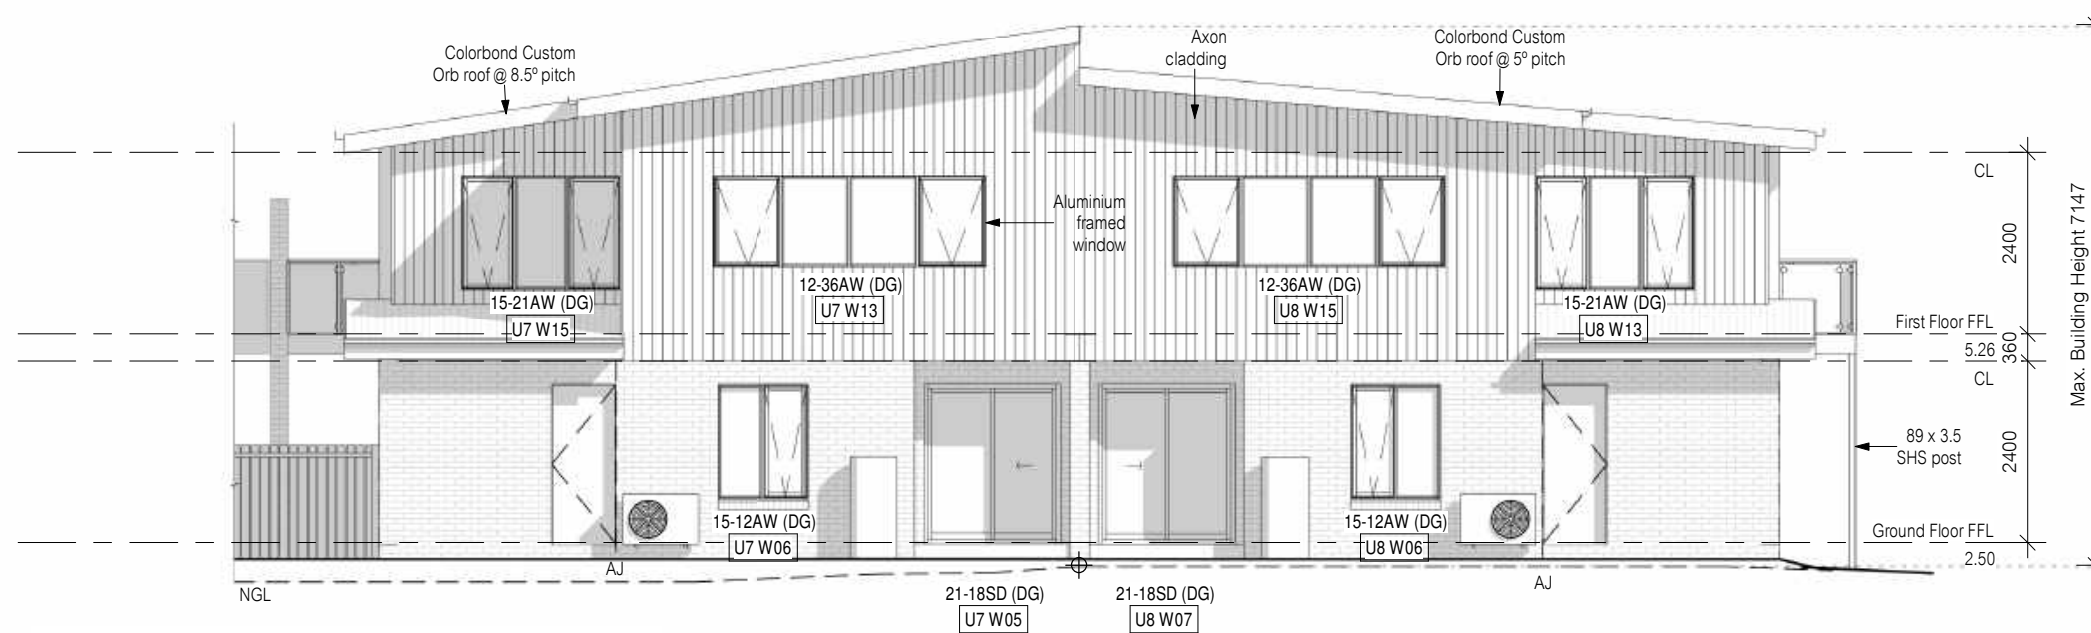 Colorbond Custom
Orb roof @ 8.5º pitch
Axon
cladding
Colorbond Custom
Orb roof @ 5º pitch
CL
Aluminium
framed
window
2400
Max. Building Height 7147
15-21AW (DG)
U7 W15
12-36AW (DG)
U7 W13
12-36AW (DG)
U8 W15
15-21AW (DG)
U8 W13
First Floor FFL
5.26
360
CL
89 x 3.5
SHS post
2400
15-12AW (DG)
U7 W06
15-12AW (DG)
U8 W06
Ground Floor FFL
2.50
AJ
AJ
NGL
21-18SD (DG)
U7 W05
21-18SD (DG)
U8 W07